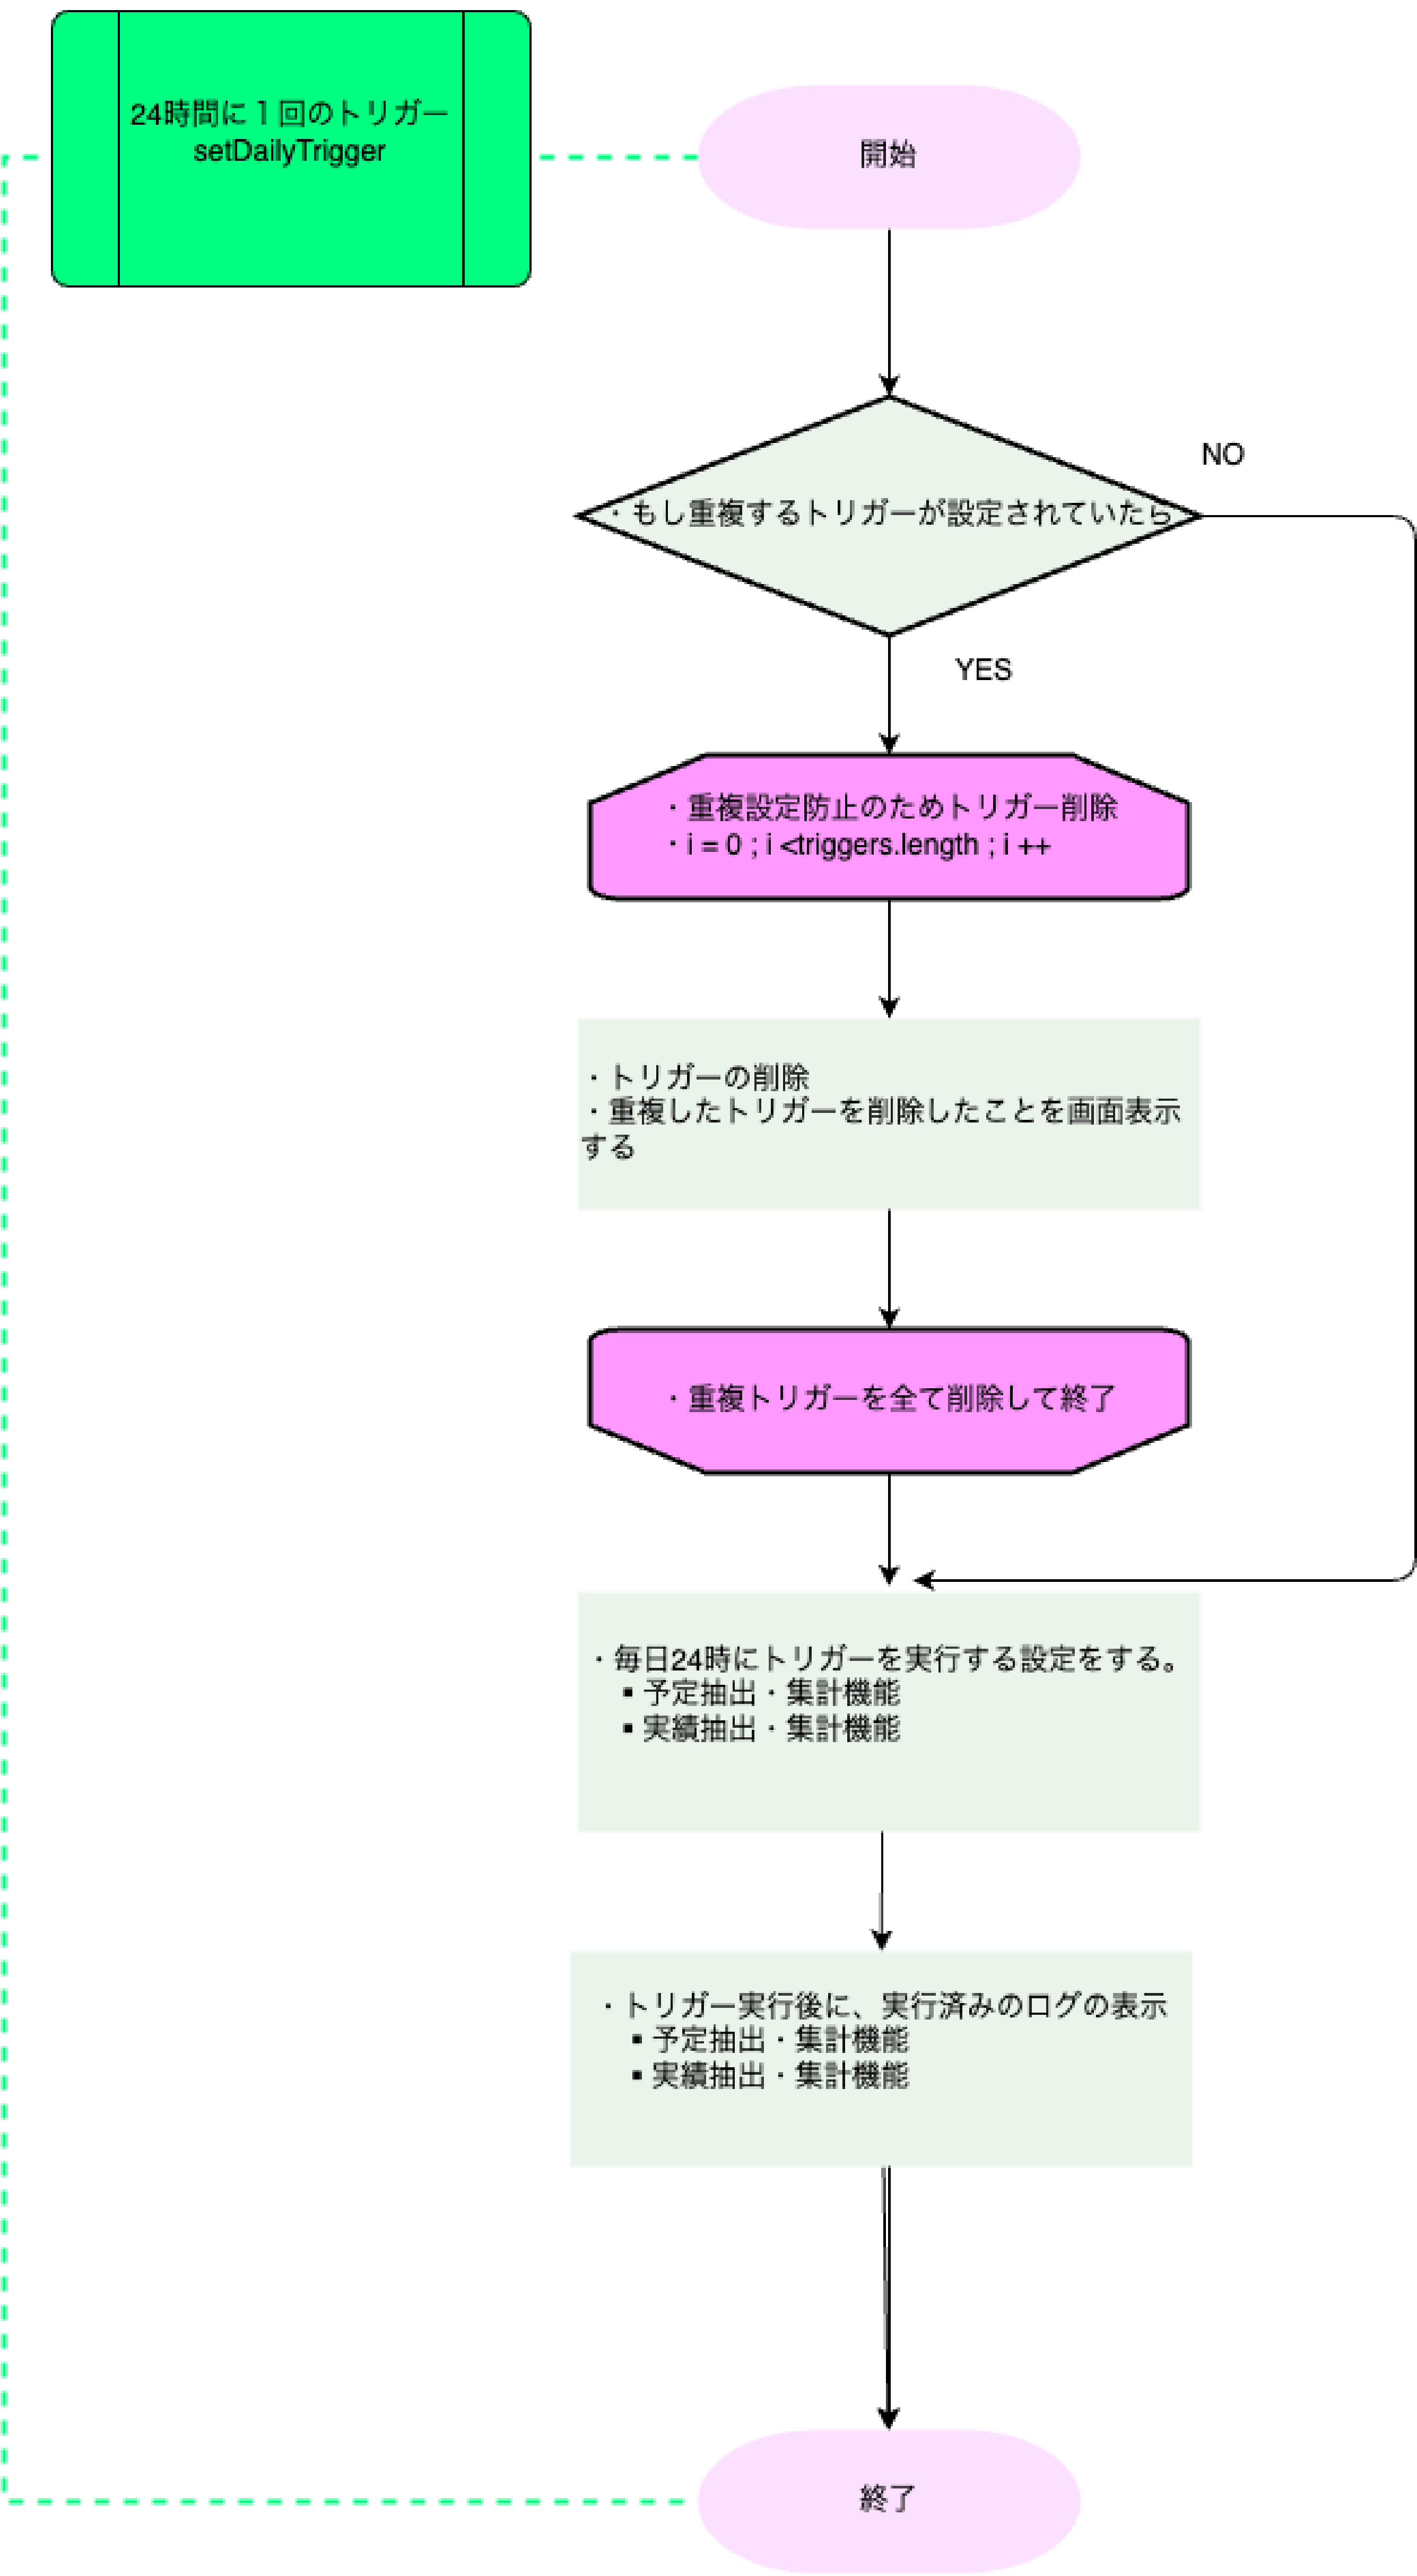 24時間に１回のトリガー
setDailyTrigger
開始
・もし重複するトリガーが設定されていたら
NO
YES
・重複設定防止のためトリガー削除
・i = 0 ; i <triggers.length ; i ++
・トリガーの削除
・重複したトリガーを削除したことを画面表示
する
・重複トリガーを全て削除して終了
・毎日24時にトリガーを実行する設定をする。
▪予定抽出・集計機能
▪実績抽出・集計機能
・トリガー実行後に、実行済みのログの表示
▪予定抽出・集計機能
▪実績抽出・集計機能
終了